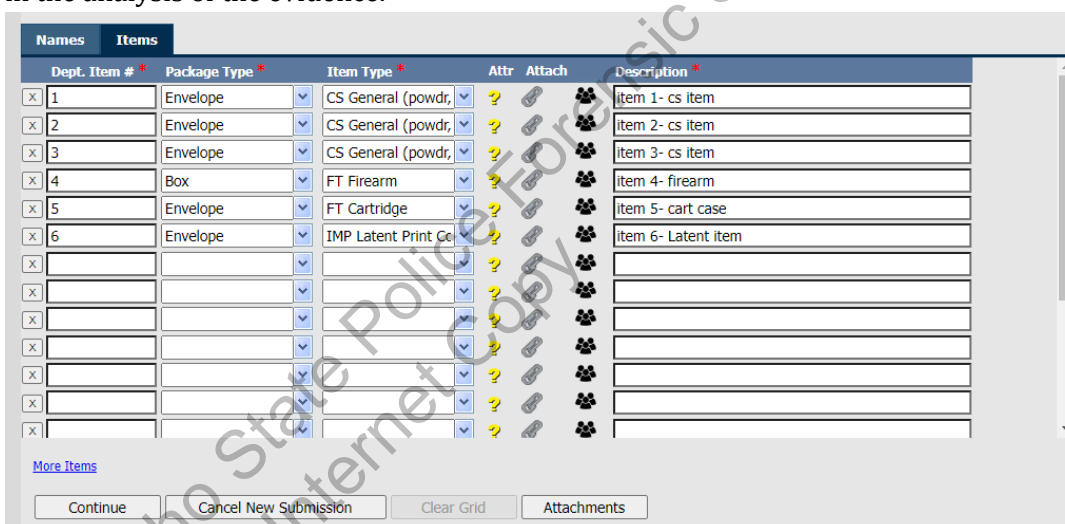 in the analysis of the evidence.
Names Items
Dept. Item # * Package Type * Item Type * Attr Attach Description *
X 1 Envelope CS General (powdr, ? item 1- cs item
X 2 Envelope CS General (powdr, ? item 2- cs item
X 3 Envelope CS General (powdr, ? item 3- cs item
X 4 Box FT Firearm ? item 4- firearm
X 5 Envelope FT Cartridge ? item 5- cart case
X 6 Envelope IMP Latent Print Co ? item 6- Latent item
X ?
X ?
X ?
X ?
X ?
X ?
X ?
More Items
Continue Cancel New Submission Clear Grid Attachments
ho State Police Forensic
Internet Copy